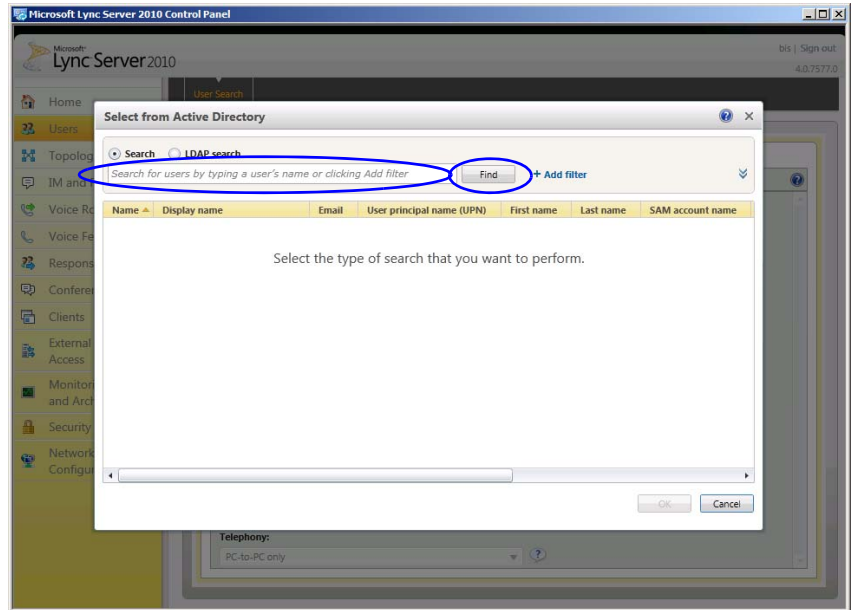 Microsoft Lync Server 2010 Control Panel
Microsoft
Lync Server 2010
bis | Sign out
4.0.7577.0
User Search
Home
Users
Topolog
IM and
Voice Ro
Voice Fe
Respons
Conferen
Clients
External
Access
Monitori
and Arch
Security
Network
Configur
Select from Active Directory
Search LDAP search
Search for users by typing a user's name or clicking Add filter
Find
+ Add filter
Name Display name Email User principal name (UPN) First name Last name SAM account name
Select the type of search that you want to perform.
OK Cancel
Telephony:
PC-to-PC only